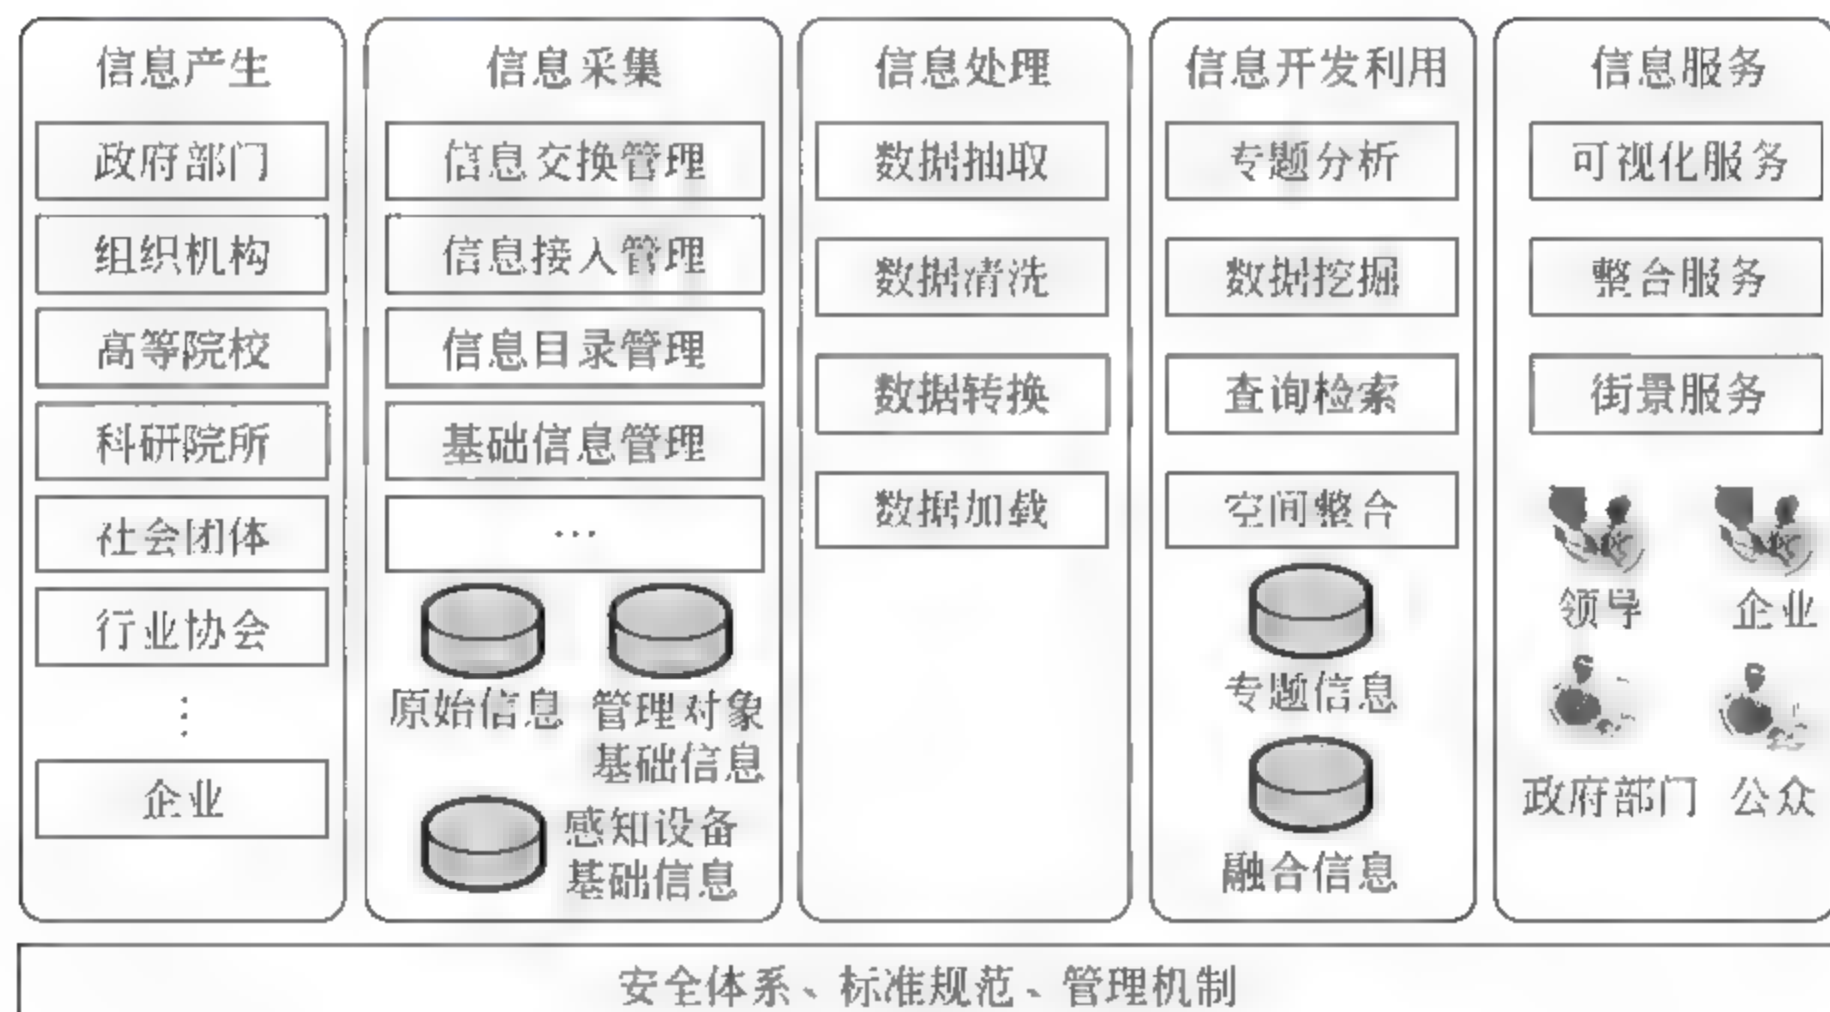 信息产生
政府部门
组织机构
高等院校
科研院所
社会团体
行业协会
⋮
企业
信息采集
信息交换管理
信息接入管理
信息目录管理
基础信息管理
…
原始信息
管理对象
基础信息
感知设备
基础信息
信息处理
数据抽取
数据清洗
数据转换
数据加载
信息开发利用
专题分析
数据挖掘
查询检索
空间整合
专题信息
融合信息
信息服务
可视化服务
整合服务
街景服务
领导
企业
政府部门
公众
安全体系、标准规范、管理机制